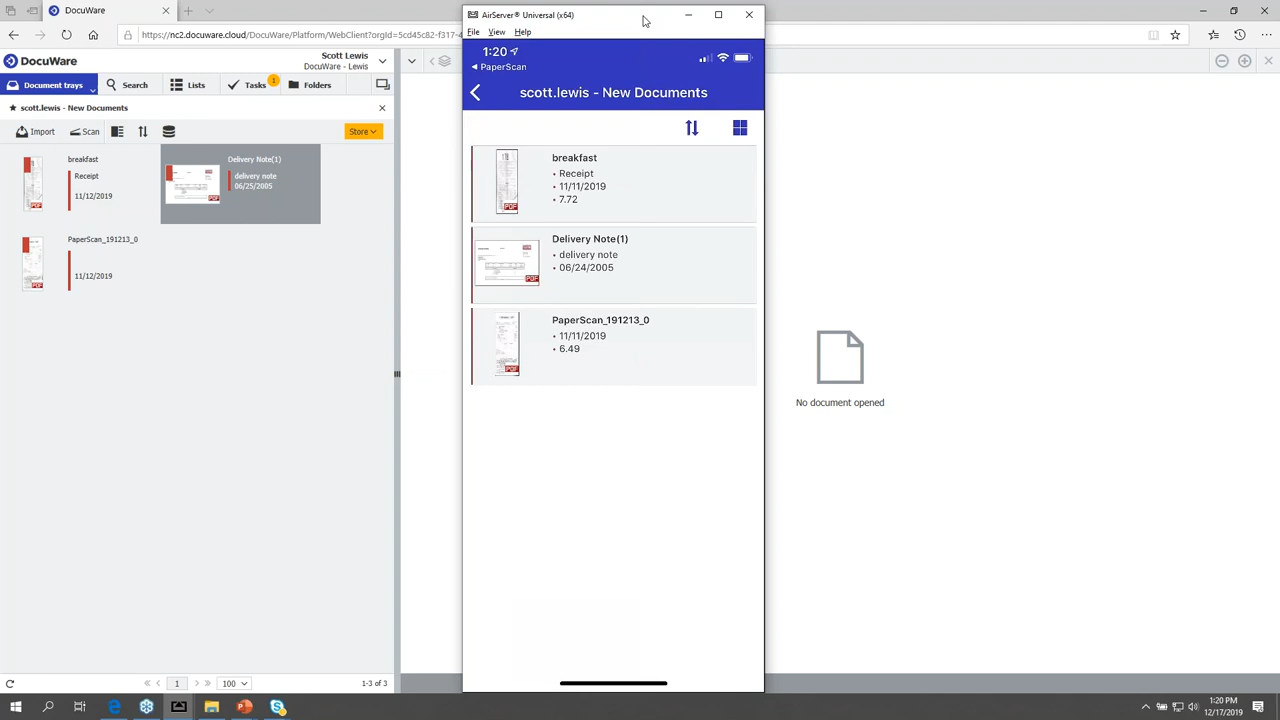 DocuWare
https://nc2.docuware.cloud/DocuWare/Platform/WebClient?orgId=5cd45c82-f317-4
DocuWare
Scott Lewis
DocuWare - Lewis
Document trays
Search
Lists
Tasks
1
Folders
scott.lewis - New Documents
Import
Scan
Store
breakfast
Receipt
11/12/2019
Delivery Note(1)
delivery note
06/25/2005
PaperScan_191213_0
11/12/2019
1
100
1-3 of 3
AirServer® Universal (x64)
File View Help
1:20
PaperScan
scott.lewis - New Documents
breakfast
• Receipt
• 11/11/2019
• 7.72
PDF
Delivery Note(1)
• delivery note
• 06/24/2005
PDF
PaperScan_191213_0
• 11/11/2019
• 6.49
PDF
No document opened
1:20 PM
12/17/2019